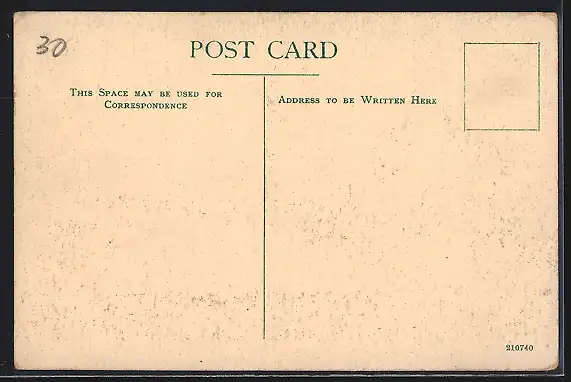 30
POST CARD
THIS SPACE MAY BE USED FOR
CORRESPONDENCE
ADDRESS TO BE WRITTEN HERE
210740